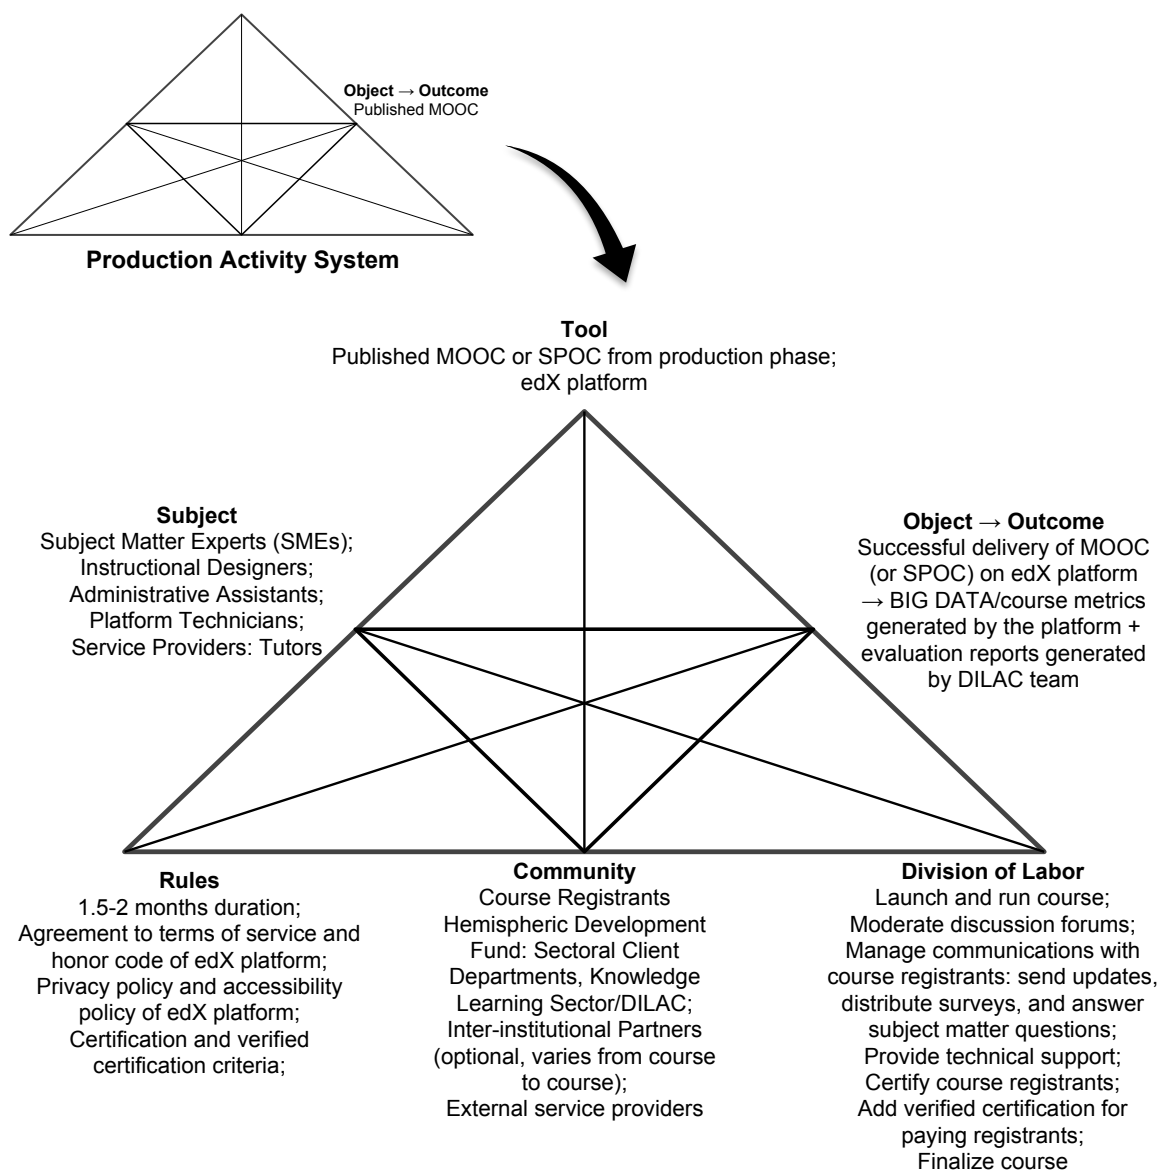 Object → Outcome
Published MOOC
Production Activity System
Tool
Published MOOC or SPOC from production phase;
edX platform
Subject
Subject Matter Experts (SMEs);
Instructional Designers;
Administrative Assistants;
Platform Technicians;
Service Providers: Tutors
Object → Outcome
Successful delivery of MOOC
(or SPOC) on edX platform
→ BIG DATA/course metrics
generated by the platform +
evaluation reports generated
by DILAC team
Rules
1.5-2 months duration;
Agreement to terms of service and
honor code of edX platform;
Privacy policy and accessibility
policy of edX platform;
Certification and verified
certification criteria;
Community
Course Registrants
Hemispheric Development
Fund: Sectoral Client
Departments, Knowledge
Learning Sector/DILAC;
Inter-institutional Partners
(optional, varies from course
to course);
External service providers
Division of Labor
Launch and run course;
Moderate discussion forums;
Manage communications with
course registrants: send updates,
distribute surveys, and answer
subject matter questions;
Provide technical support;
Certify course registrants;
Add verified certification for
paying registrants;
Finalize course